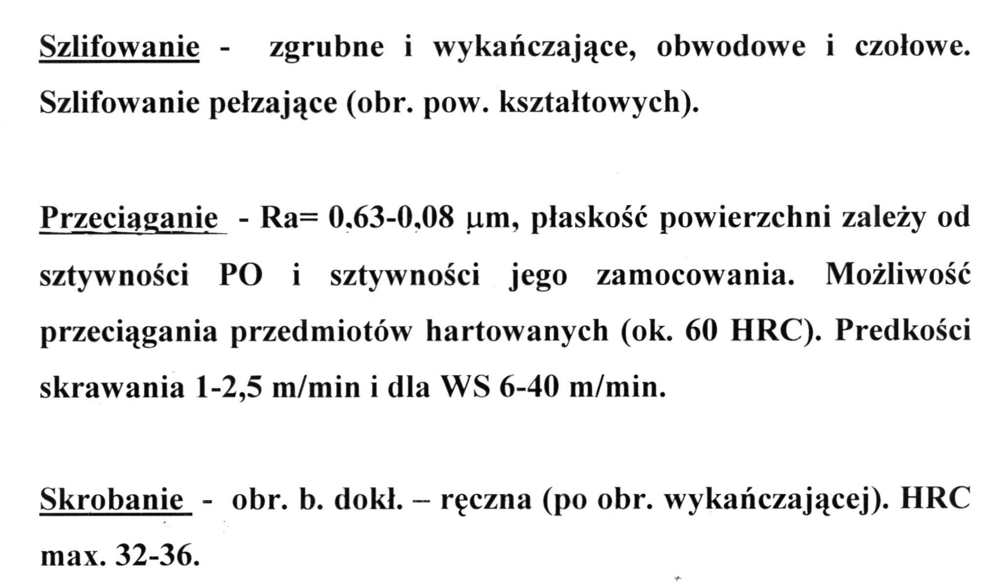 Szlifowanie - zgrubne i wykańczające, obwodowe i czołowe.
Szlifowanie pełzające (obr. pow. kształtowych).
Przeciąganie - Ra= 0,63-0,08 μm, płaskość powierzchni zależy od
sztywności PO i sztywności jego zamocowania. Możliwość
przeciągania przedmiotów hartowanych (ok. 60 HRC). Predkości
skrawania 1-2,5 m/min i dla WS 6-40 m/min.
Skrobanie - obr. b. dokł. – ręczna (po obr. wykańczającej). HRC
max. 32-36.